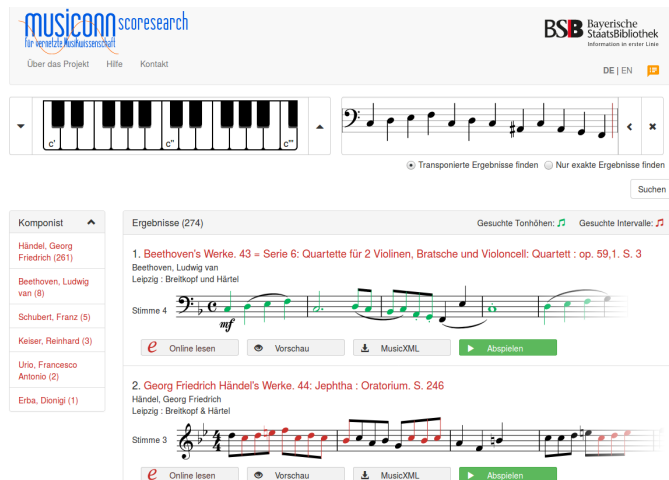 musiconn scoresearch
für vernetzte Musikwissenschaft
BSB Bayerische
StaatsBibliothek
Information in erster Linie
Über das Projekt Hilfe Kontakt
DE | EN
c' c'' c'''
Transponierte Ergebnisse finden Nur exakte Ergebnisse finden
Suchen
Komponist
Händel, Georg
Friedrich (261)
Beethoven, Ludwig
van (8)
Schubert, Franz (5)
Keiser, Reinhard (3)
Urio, Francesco
Antonio (2)
Erba, Dionigi (1)
Ergebnisse (274) Gesuchte Tonhöhen: Gesuchte Intervalle:
1. Beethoven's Werke. 43 = Serie 6: Quartette für 2 Violinen, Bratsche und Violoncell: Quartett : op. 59,1. S. 3
Beethoven, Ludwig van
Leipzig : Breitkopf und Härtel
Stimme 4
mf
Online lesen Vorschau MusicXML Abspielen
2. Georg Friedrich Händel's Werke. 44: Jephtha : Oratorium. S. 246
Händel, Georg Friedrich
Leipzig : Breitkopf & Härtel
Stimme 3
4
4
Online lesen Vorschau MusicXML Abspielen